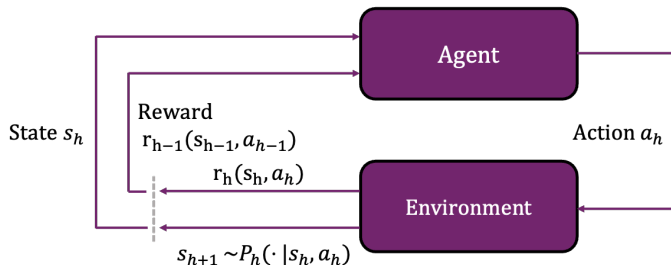 Agent
Reward
State s_h
r_{h−1}(s_{h−1}, a_{h−1})
Action a_h
r_h(s_h, a_h)
Environment
s_{h+1} ~P_h(· |s_h, a_h)